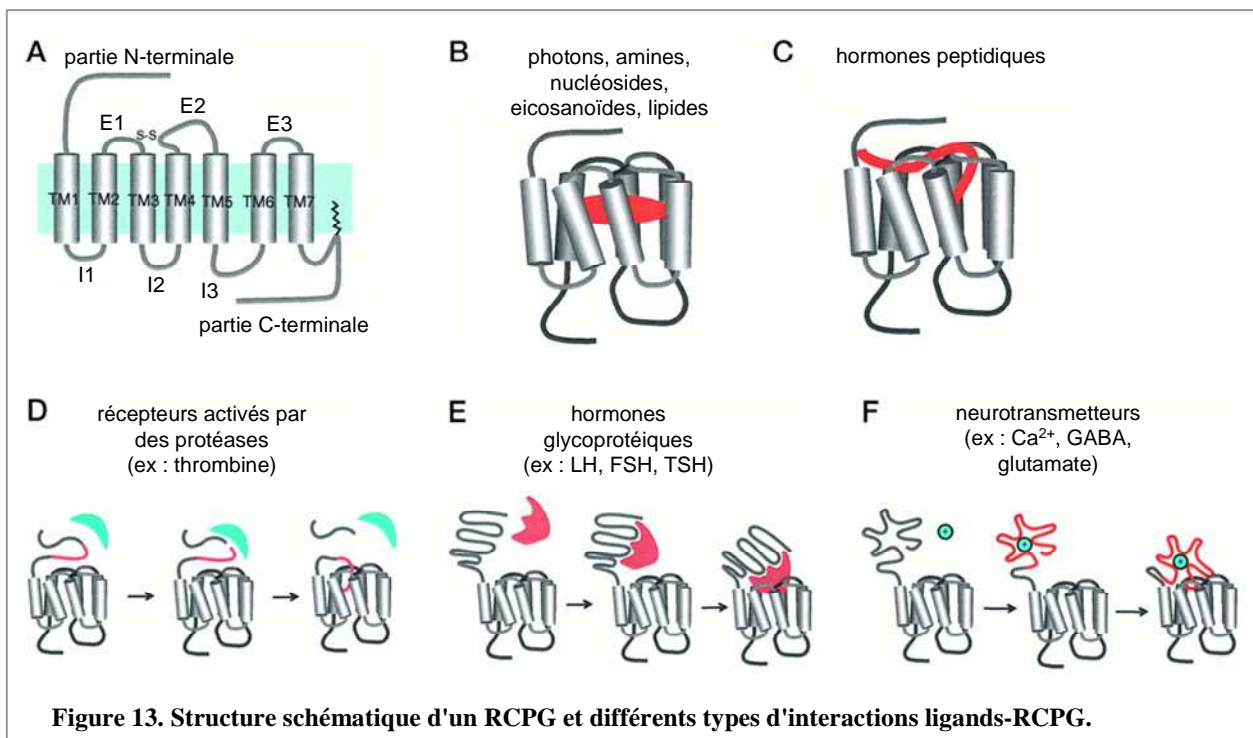 A
partie N-terminale
E1
S-S
E2
E3
TM1
TM2
TM3
TM4
TM5
TM6
TM7
I1
I2
I3
partie C-terminale
B
photons, amines,
nucléosides,
eicosanoïdes, lipides
C
hormones peptidiques
D
récepteurs activés par
des protéases
(ex : thrombine)
E
hormones
glycoprotéiques
(ex : LH, FSH, TSH)
F
neurotransmetteurs
(ex : Ca²⁺, GABA,
glutamate)
+
+
+
Figure 13. Structure schématique d'un RCPG et différents types d'interactions ligands-RCPG.